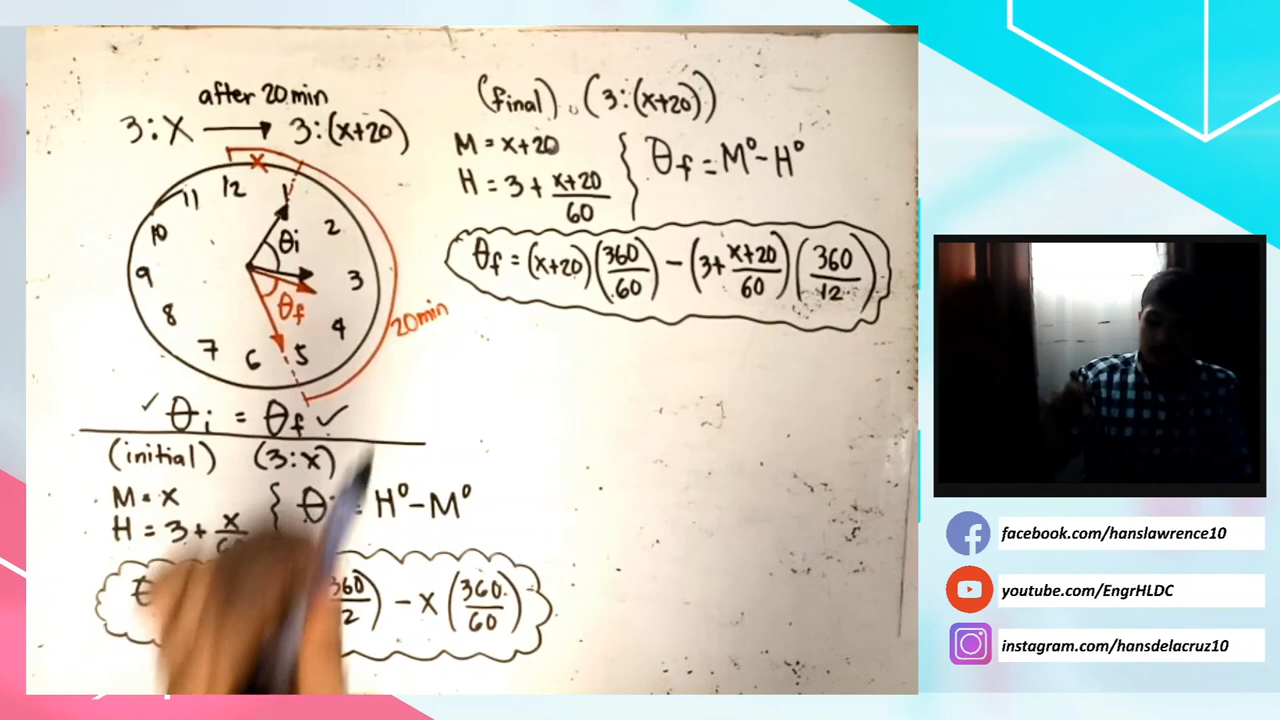 after 20min
3:X → 3:(x+20)
11
12
1
10
2
θi
9
3
θf
8
4
20min
7
6
5
✓ θi = θf ✓
(initial) (3:x)
M = x
H = 3 + x/
θ = H° - M°
360 - x (360/60)
(final) (3:(x+20))
M = x+20
H = 3 + x+20/60
θf = M° - H°
θf = (x+20)(360/60) - (3+ x+20/60)(360/12)
facebook.com/hanslawrence10
youtube.com/EngrHLDC
instagram.com/hansdelacruz10